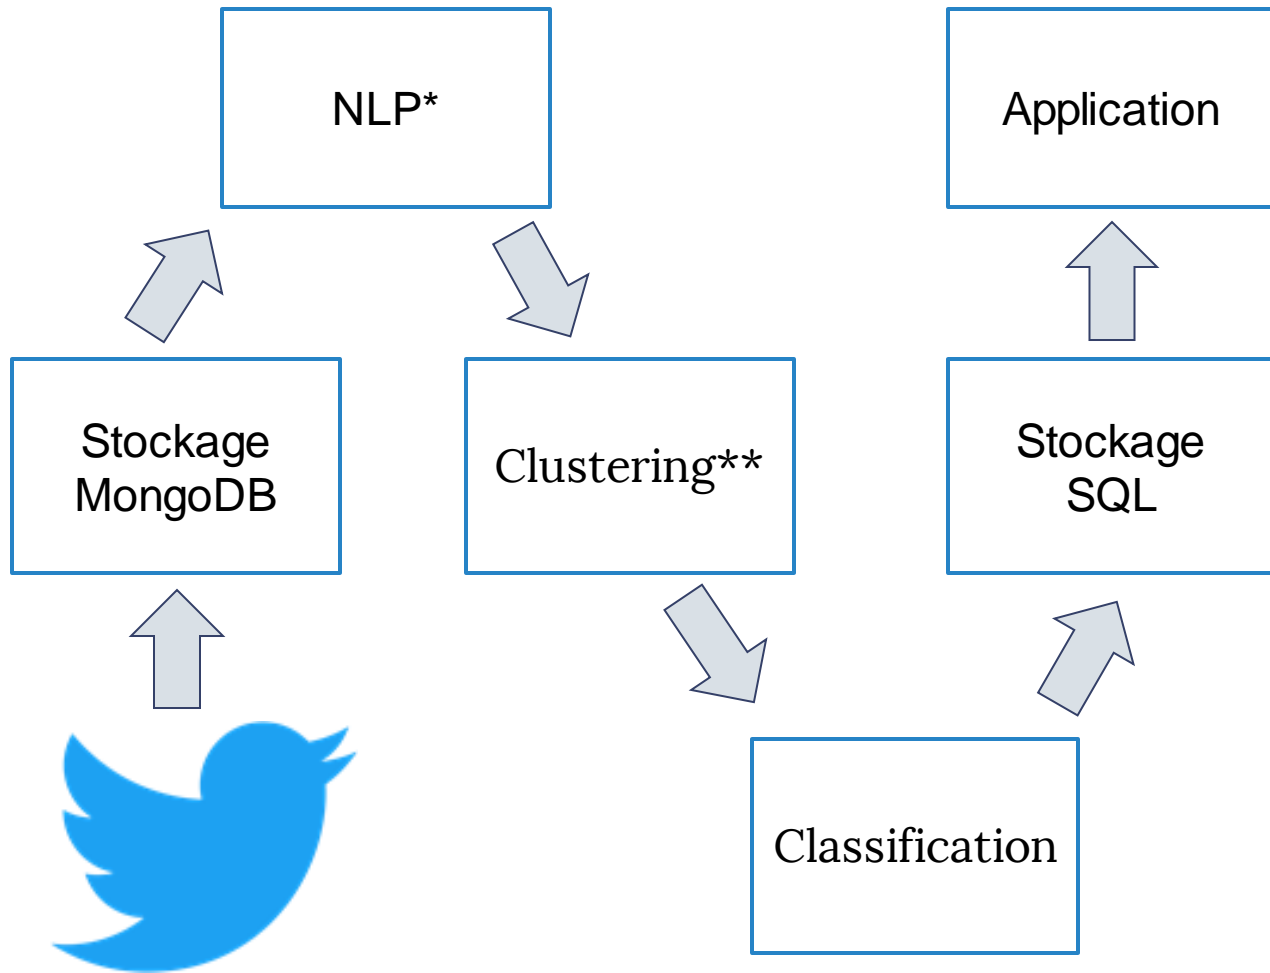 NLP*
Application
Stockage
MongoDB
Clustering**
Stockage
SQL
Classification